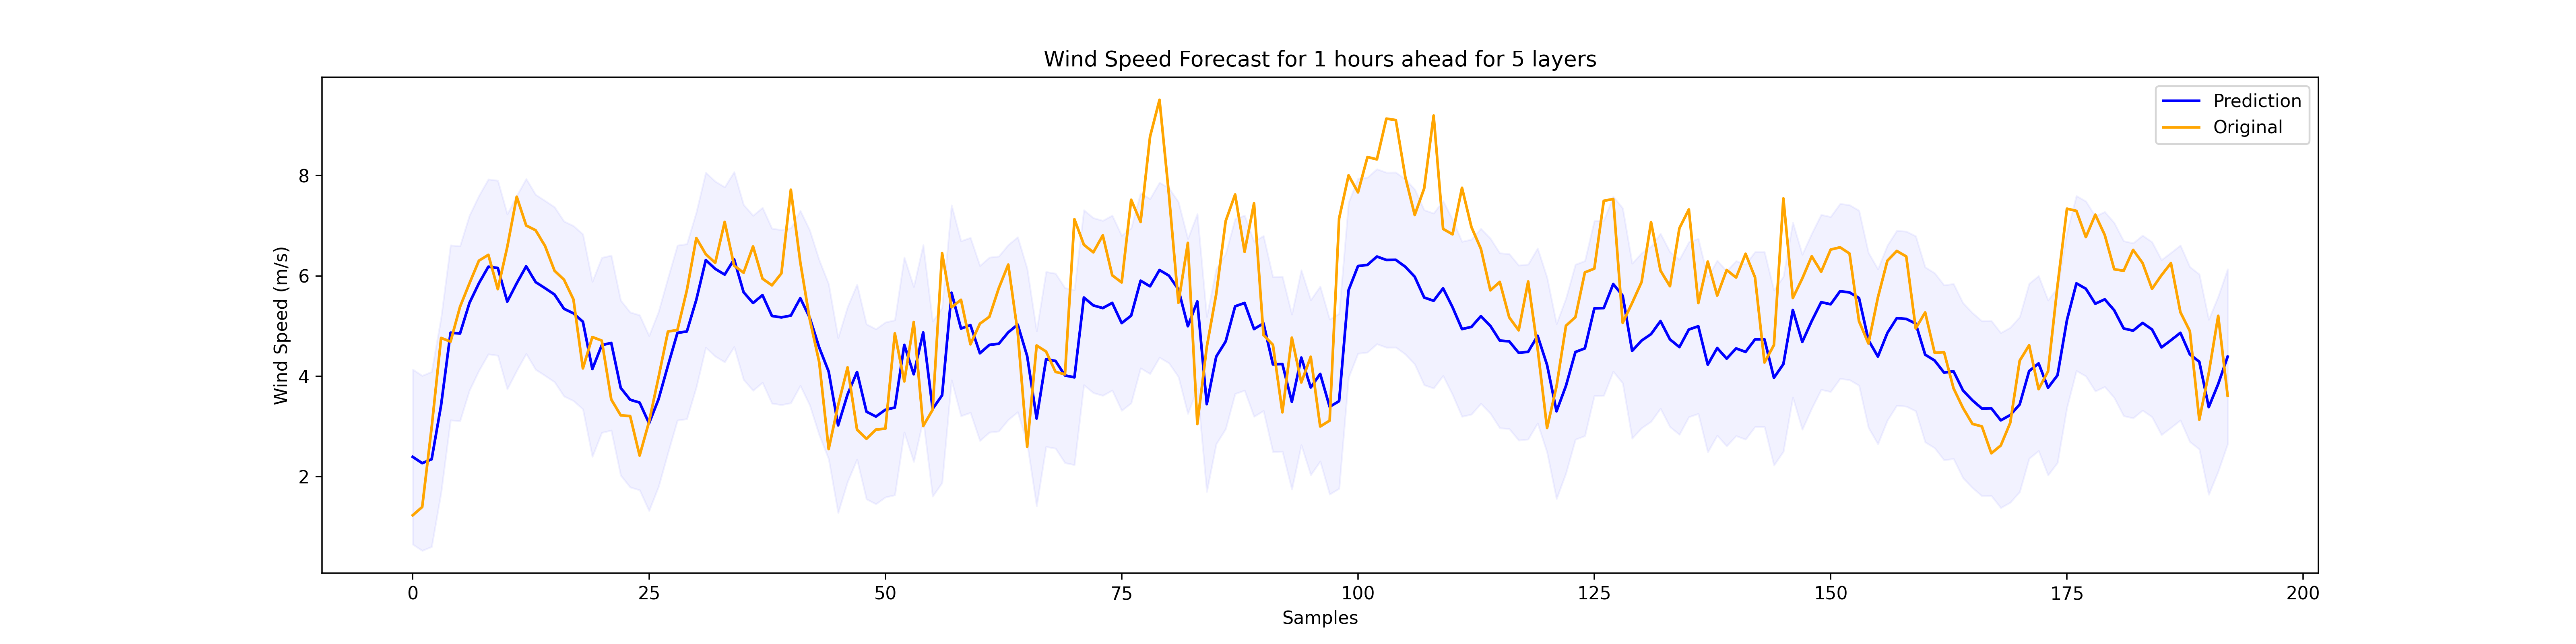 Wind Speed Forecast for 1 hours ahead for 5 layers
Prediction
Original
Wind Speed (m/s)
8
6
4
2
0 25 50 75 100 125 150 175 200
Samples